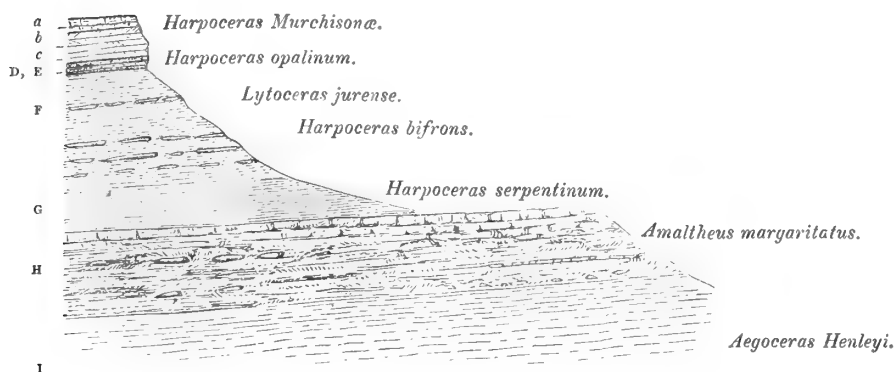 a Harpoceras Murchisonæ.
b
c Harpoceras opalinum.
D, E
Lytoceras jurense.
F
Harpoceras bifrons.
Harpoceras serpentinum.
G
Amaltheus margaritatus.
H
Aegoceras Henleyi.
I